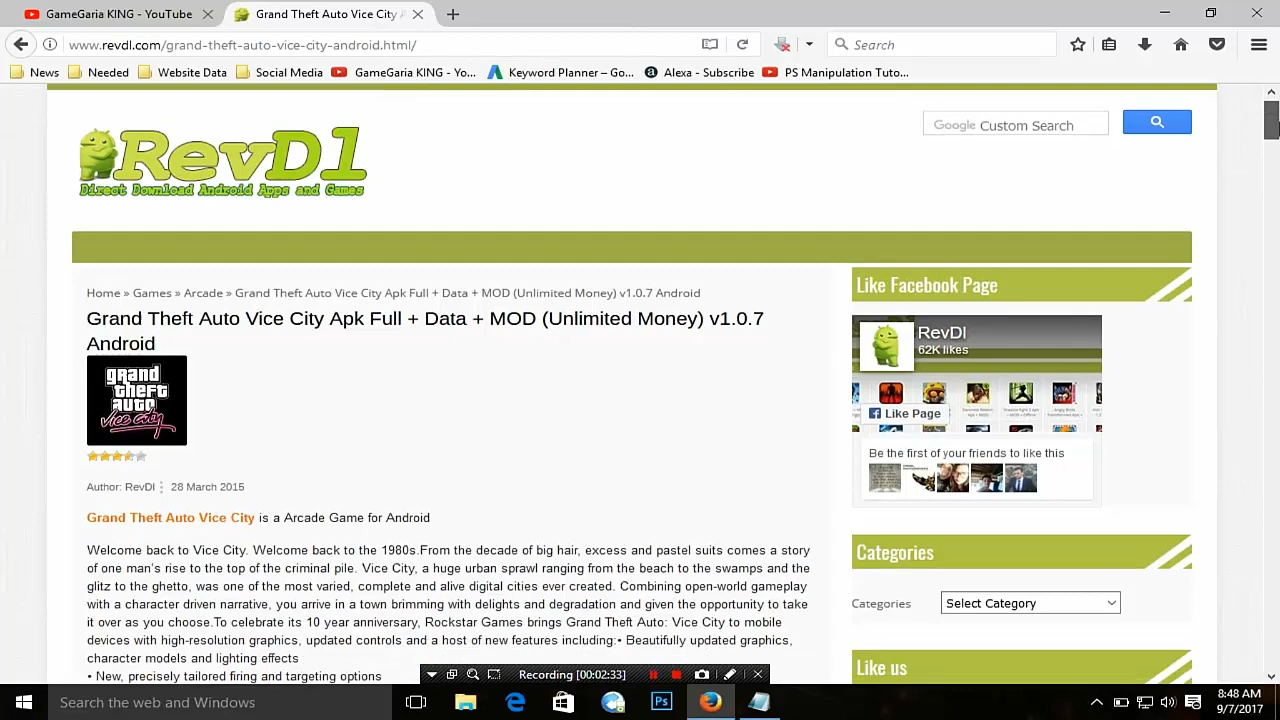 GameGaria KING - YouTube
Grand Theft Auto Vice City A
www.revdl.com/grand-theft-auto-vice-city-android.html/
Search
News
Needed
Website Data
Social Media
GameGaria KING - Yo...
Keyword Planner – Go...
Alexa - Subscribe
PS Manipulation Tuto...
RevDl
Direct Download Android Apps and Games
Google Custom Search
Home » Games » Arcade » Grand Theft Auto Vice City Apk Full + Data + MOD (Unlimited Money) v1.0.7 Android
Grand Theft Auto Vice City Apk Full + Data + MOD (Unlimited Money) v1.0.7
Android
grand
theft
auto
Vice City
Author: RevDl
28 March 2015
Grand Theft Auto Vice City is a Arcade Game for Android
Welcome back to Vice City. Welcome back to the 1980s.From the decade of big hair, excess and pastel suits comes a story
of one man's rise to the top of the criminal pile. Vice City, a huge urban sprawl ranging from the beach to the swamps and the
glitz to the ghetto, was one of the most varied, complete and alive digital cities ever created. Combining open-world gameplay
with a character driven narrative, you arrive in a town brimming with delights and degradation and given the opportunity to take
it over as you choose.To celebrate its 10 year anniversary, Rockstar Games brings Grand Theft Auto: Vice City to mobile
devices with high-resolution graphics, updated controls and a host of new features including:• Beautifully updated graphics,
character models and lighting effects
• New, precisely tailored firing and targeting options
Like Facebook Page
RevDl
62K likes
Like Page
Be the first of your friends to like this
Categories
Categories
Select Category
Like us
Recording [00:02:33]
Search the web and Windows
Ps
8:48 AM
9/7/2017